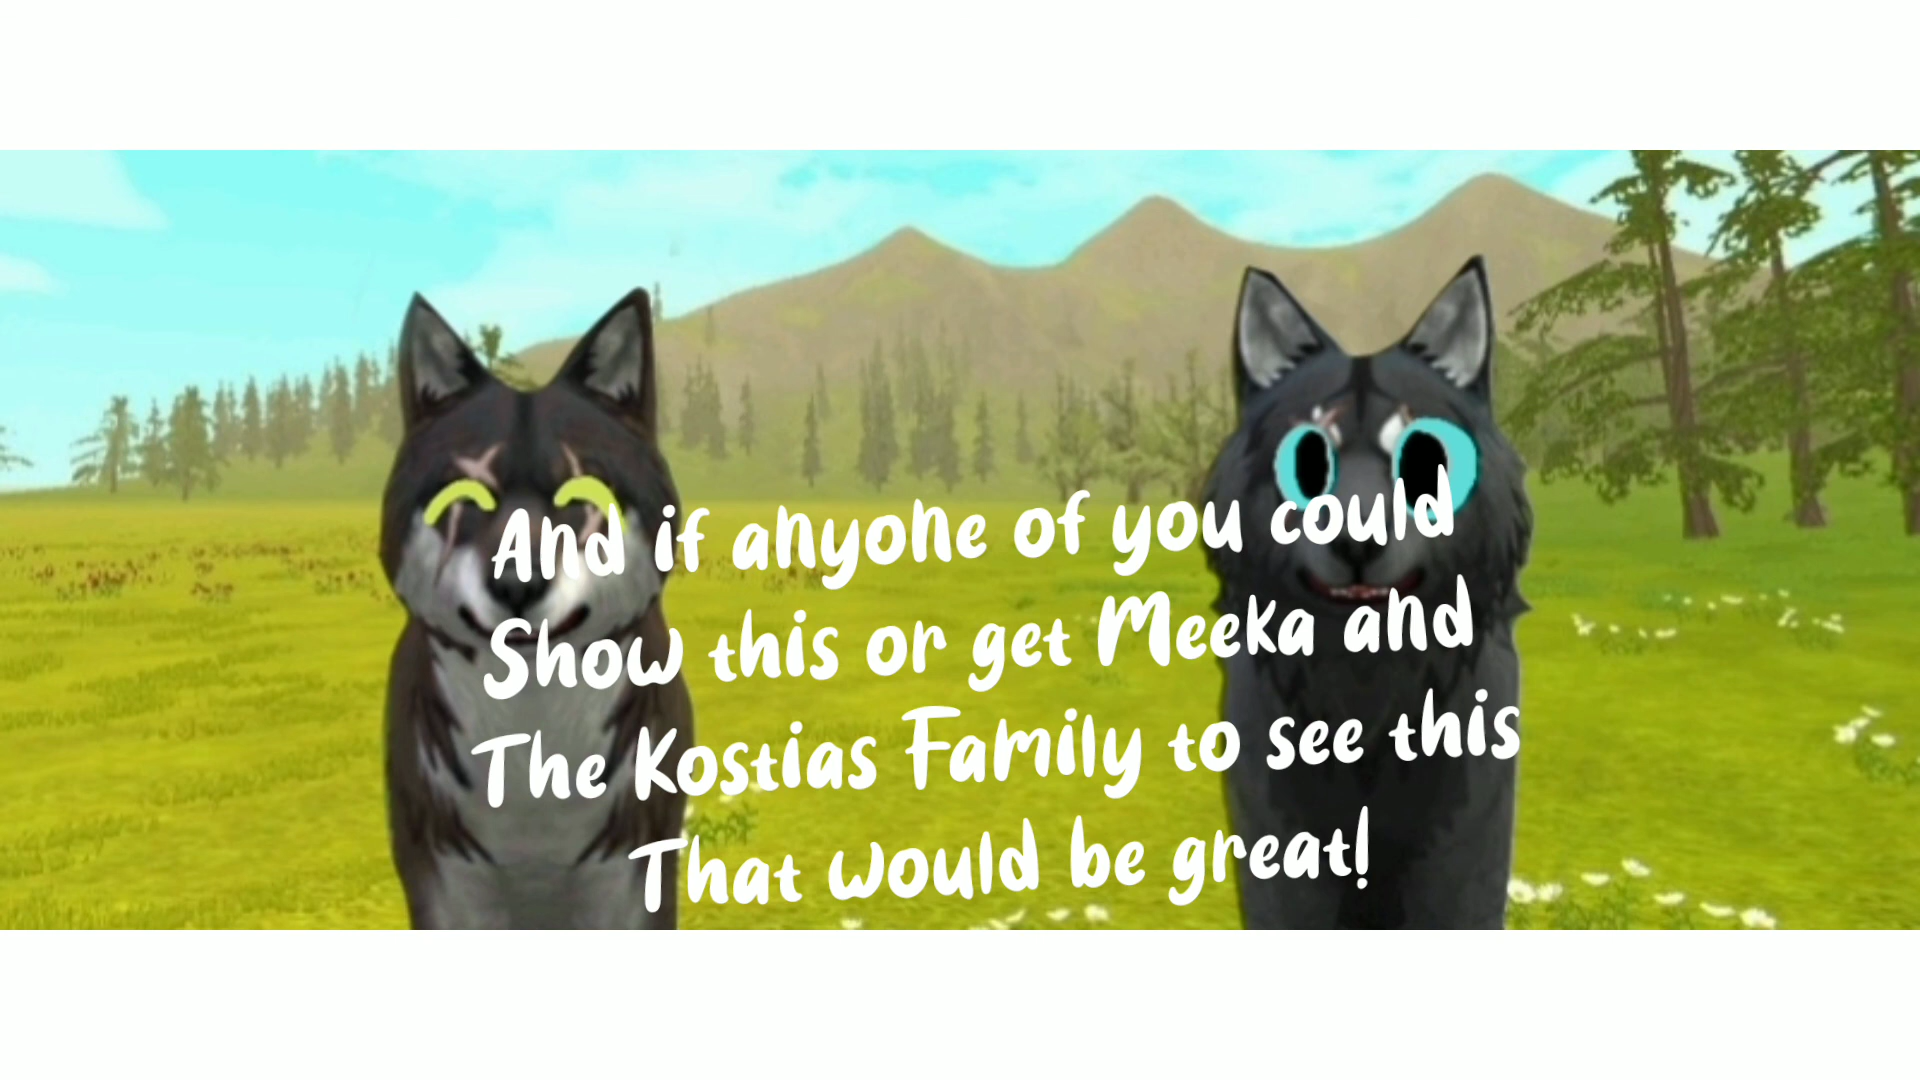 And if anyone of you could
Show this or get Meeka and
The Kostias Family to see this
That would be great!